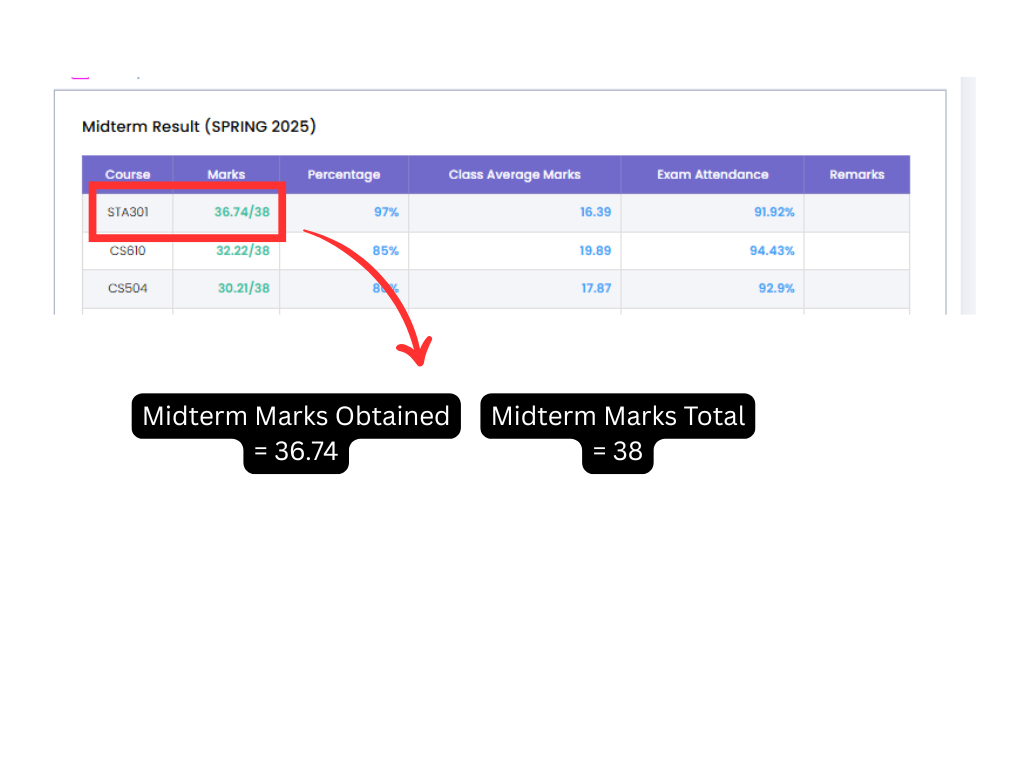 Midterm Result (SPRING 2025)
Course Marks Percentage Class Average Marks Exam Attendance Remarks
STA301 36.74/38 97% 16.39 91.92%
CS610 32.22/38 85% 19.89 94.43%
CS504 30.21/38 17.87 92.9%
Midterm Marks Obtained
= 36.74
Midterm Marks Total
= 38